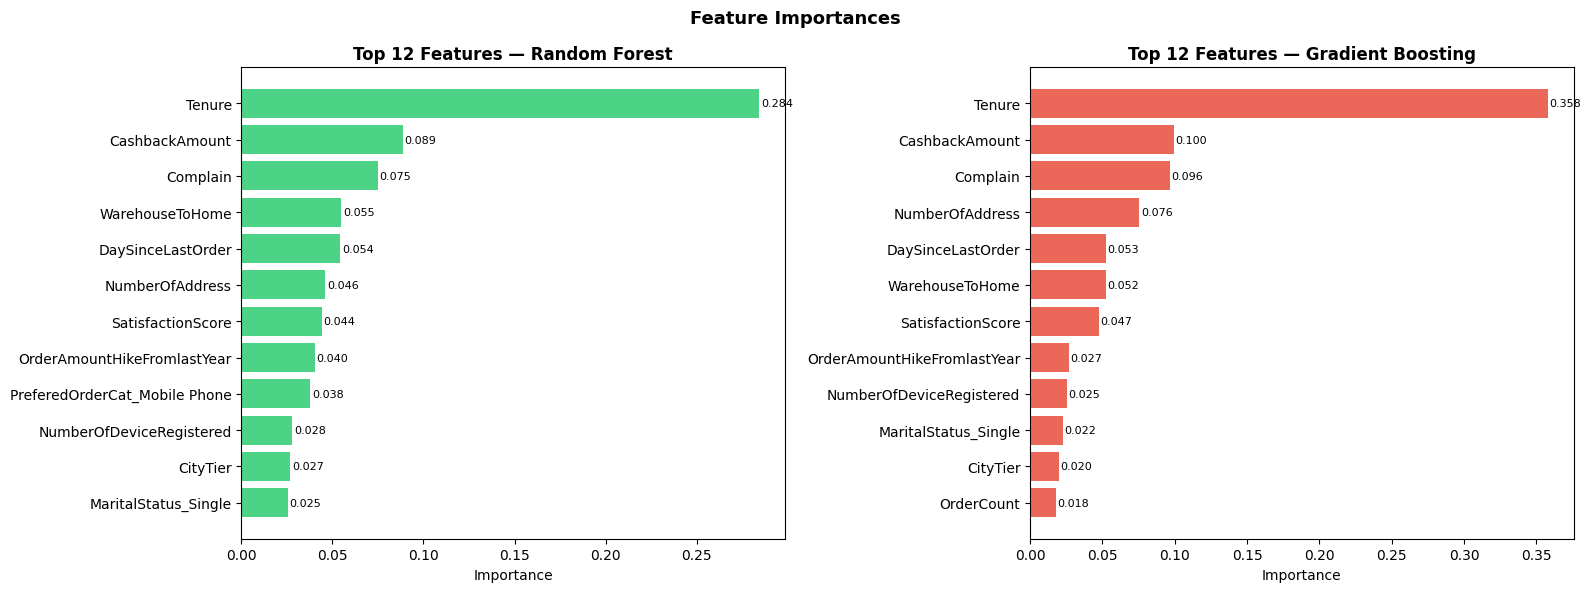 Feature Importances
Top 12 Features — Random Forest
Tenure 0.284
CashbackAmount 0.089
Complain 0.075
WarehouseToHome 0.055
DaySinceLastOrder 0.054
NumberOfAddress 0.046
SatisfactionScore 0.044
OrderAmountHikeFromlastYear 0.040
PreferedOrderCat_Mobile Phone 0.038
NumberOfDeviceRegistered 0.028
CityTier 0.027
MaritalStatus_Single 0.025
0.00 0.05 0.10 0.15 0.20 0.25
Importance
Top 12 Features — Gradient Boosting
Tenure 0.358
CashbackAmount 0.100
Complain 0.096
NumberOfAddress 0.076
DaySinceLastOrder 0.053
WarehouseToHome 0.052
SatisfactionScore 0.047
OrderAmountHikeFromlastYear 0.027
NumberOfDeviceRegistered 0.025
MaritalStatus_Single 0.022
CityTier 0.020
OrderCount 0.018
0.00 0.05 0.10 0.15 0.20 0.25 0.30 0.35
Importance